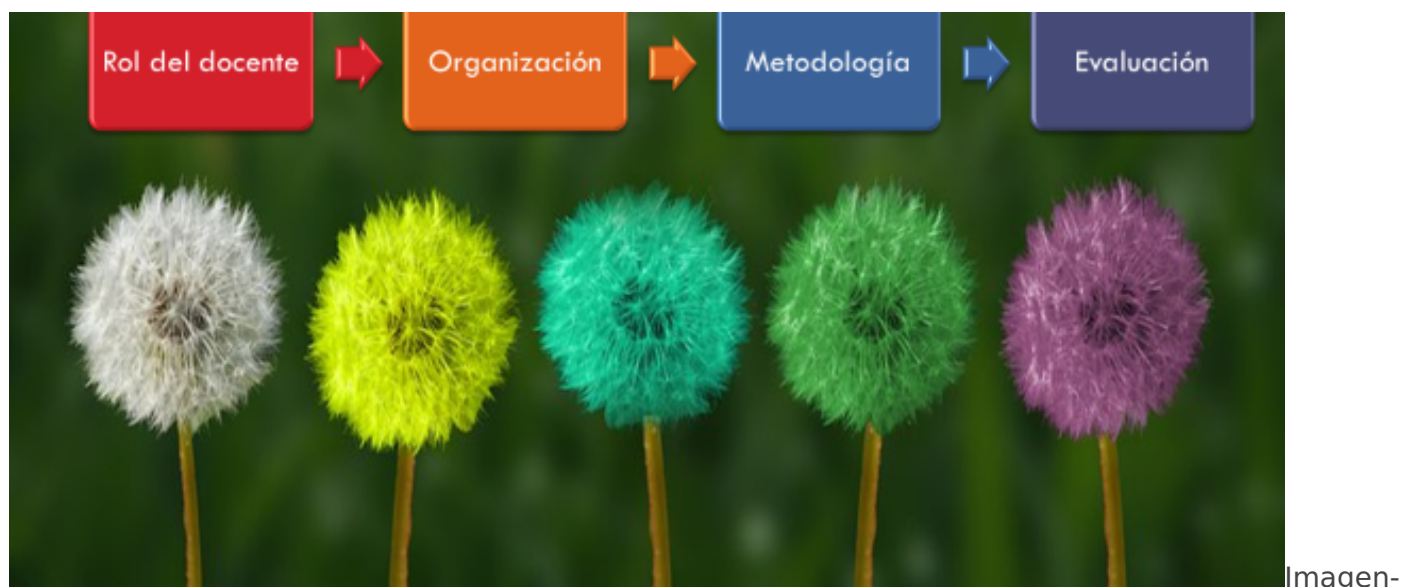 Rol del docente
Organización
Metodología
Evaluación
Imagen-